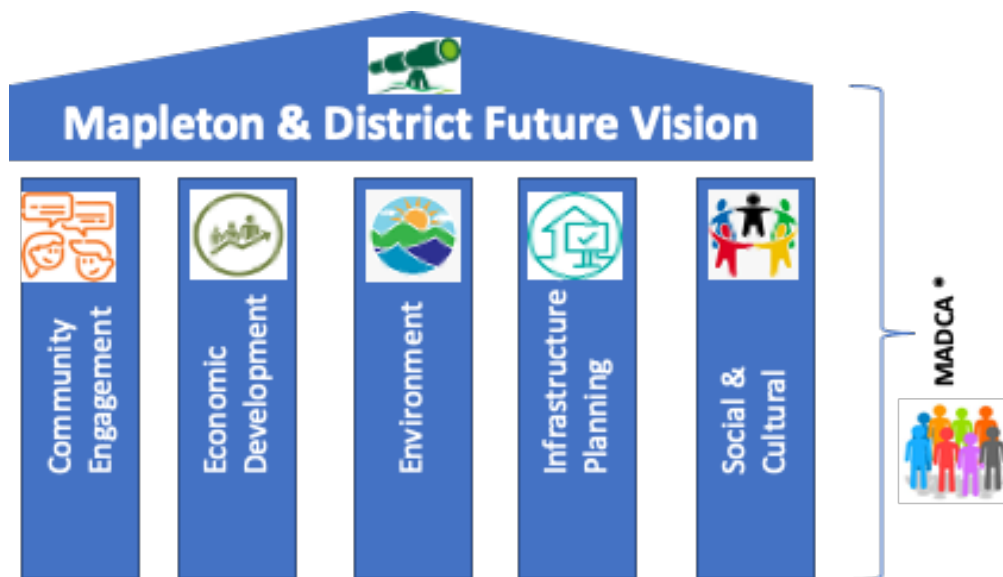 Mapleton & District Future Vision
Community
Engagement
Economic
Development
Environment
Infrastructure
Planning
Social &
Cultural
MADCA *